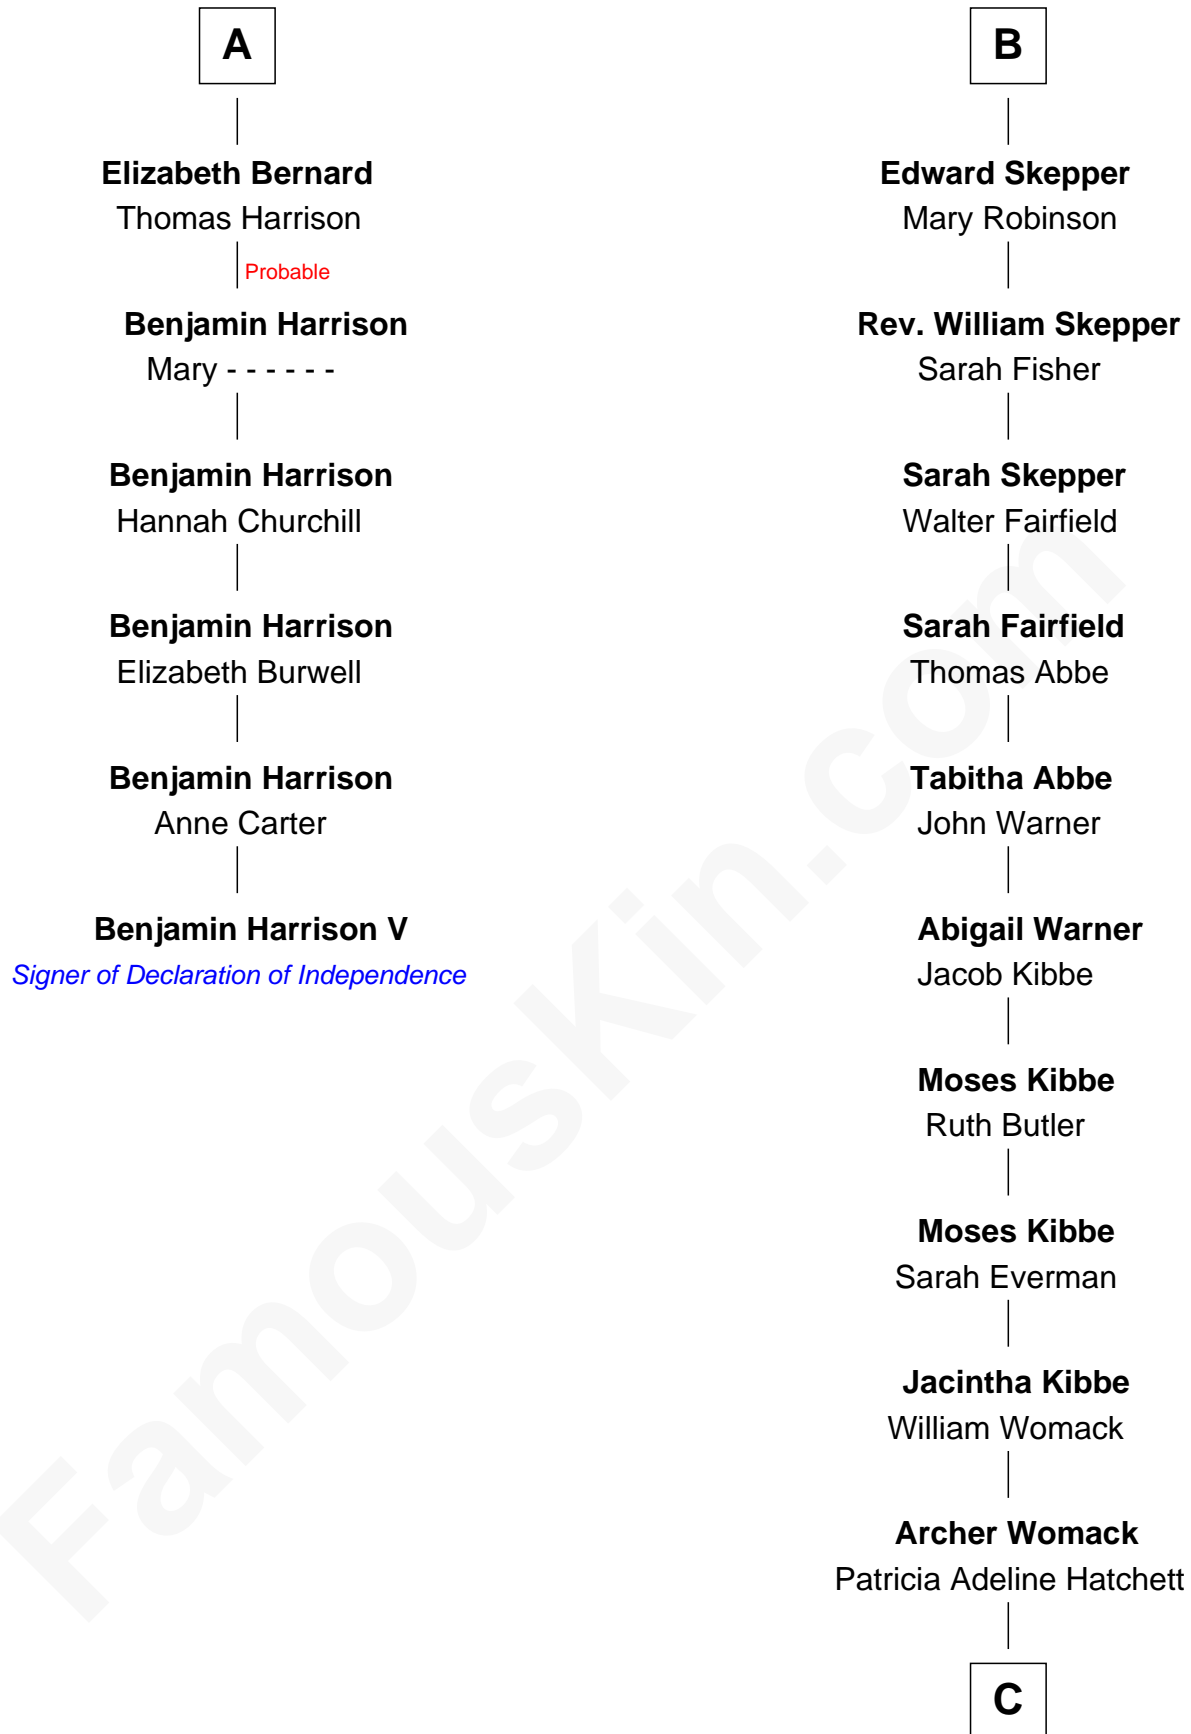 A
Elizabeth Bernard
Thomas Harrison
Probable
Benjamin Harrison
Mary - - - - - -
Benjamin Harrison
Hannah Churchill
Benjamin Harrison
Elizabeth Burwell
Benjamin Harrison
Anne Carter
Benjamin Harrison V
Signer of Declaration of Independence
B
Edward Skepper
Mary Robinson
Rev. William Skepper
Sarah Fisher
Sarah Skepper
Walter Fairfield
Sarah Fairfield
Thomas Abbe
Tabitha Abbe
John Warner
Abigail Warner
Jacob Kibbe
Moses Kibbe
Ruth Butler
Moses Kibbe
Sarah Everman
Jacintha Kibbe
William Womack
Archer Womack
Patricia Adeline Hatchett
C
FamousKin.com